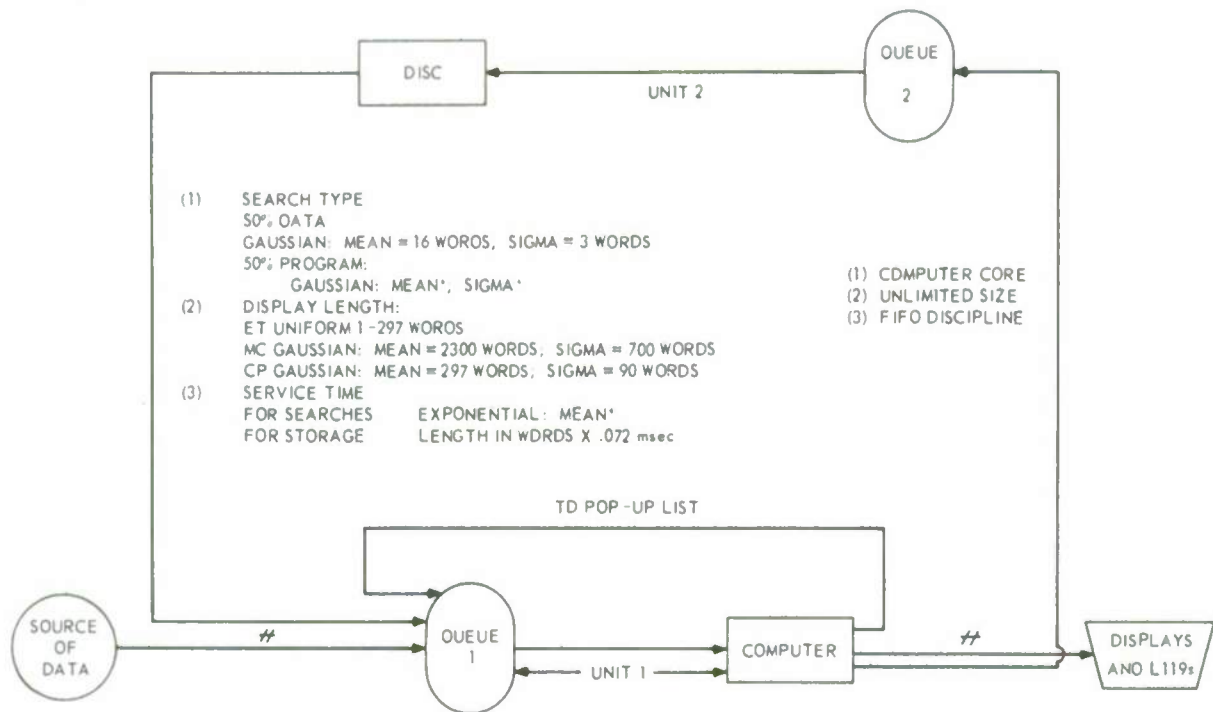 DISC
QUEUE
2
UNIT 2
(1) SEARCH TYPE
50% DATA
GAUSSIAN: MEAN = 16 WORDS, SIGMA = 3 WORDS
50% PROGRAM:
GAUSSIAN: MEAN*, SIGMA*
(2) DISPLAY LENGTH:
ET UNIFORM 1-297 WORDS
MC GAUSSIAN: MEAN = 2300 WORDS; SIGMA = 700 WORDS
CP GAUSSIAN: MEAN = 297 WORDS; SIGMA = 90 WORDS
(3) SERVICE TIME
FOR SEARCHES EXPONENTIAL: MEAN*
FOR STORAGE LENGTH IN WORDS X .072 msec
(1) COMPUTER CORE
(2) UNLIMITED SIZE
(3) FIFO DISCIPLINE
TD POP-UP LIST
SOURCE
OF
DATA
QUEUE
1
UNIT 1
COMPUTER
DISPLAYS
AND L119s